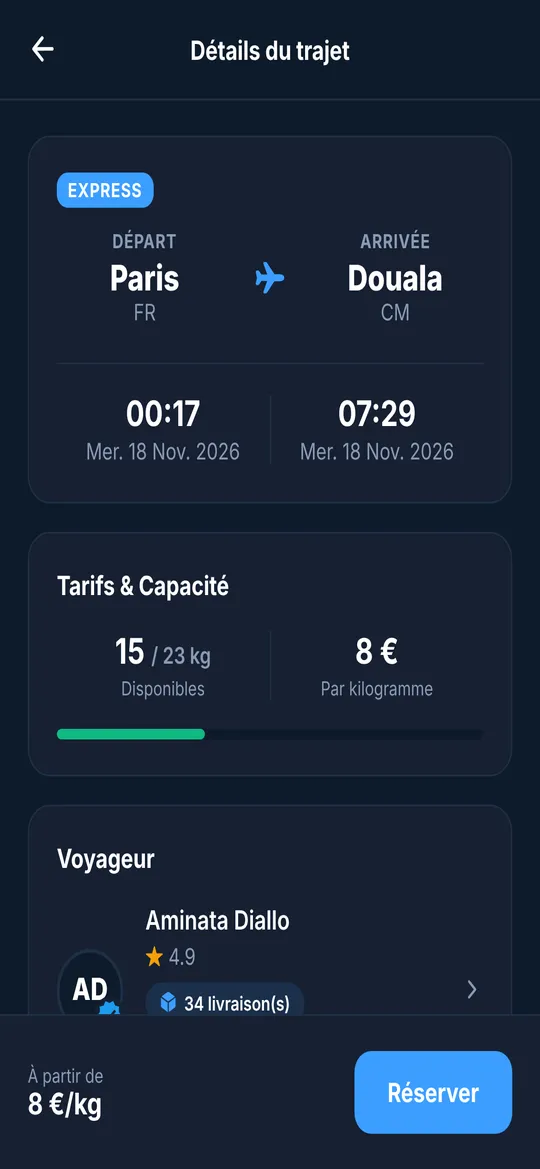 Détails du trajet
EXPRESS
DÉPART
ARRIVÉE
Paris
Douala
FR
CM
00:17
07:29
Mer. 18 Nov. 2026
Mer. 18 Nov. 2026
Tarifs & Capacité
15 / 23 kg
8 €
Disponibles
Par kilogramme
Voyageur
Aminata Diallo
4.9
AD
34 livraison(s)
À partir de
8 €/kg
Réserver